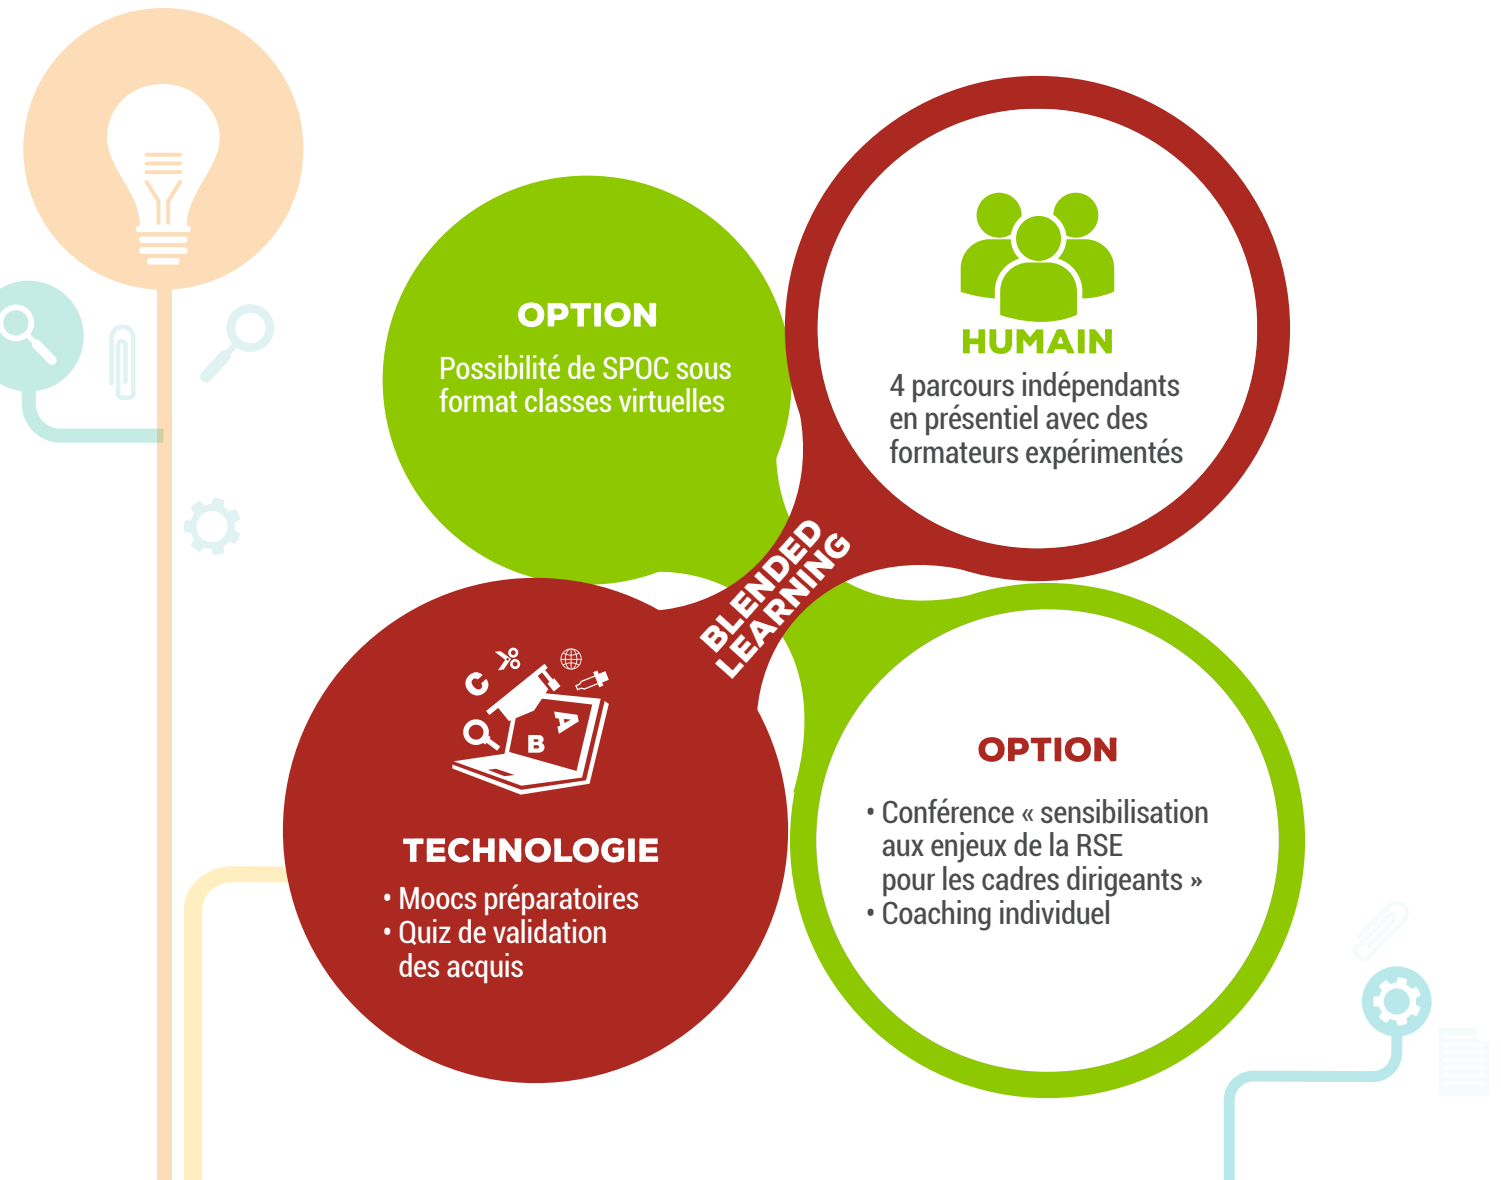 OPTION
Possibilité de SPOC sous
format classes virtuelles
HUMAIN
4 parcours indépendants
en présentiel avec des
formateurs expérimentés
BLENDED
LEARNING
C
A
B
TECHNOLOGIE
• Moocs préparatoires
• Quiz de validation
des acquis
OPTION
• Conférence « sensibilisation
aux enjeux de la RSE
pour les cadres dirigeants »
• Coaching individuel